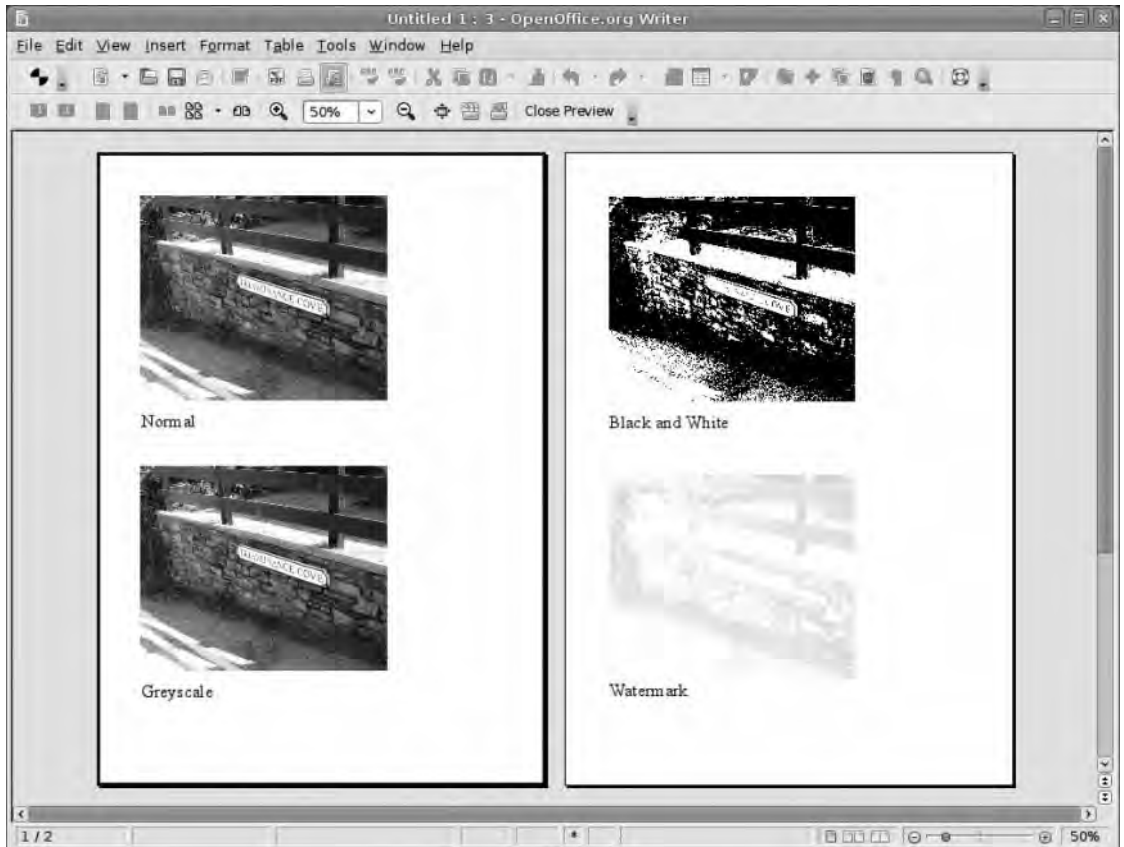 Untitled 1 : 3 - OpenOffice.org Writer
File Edit View Insert Format Table Tools Window Help
50% Close Preview
Normal
Black and White
Greyscale
Watermark
1 / 2 * 50%